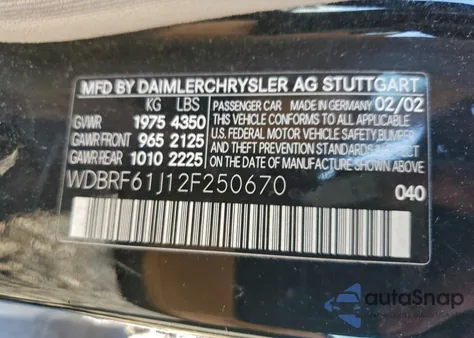 MFD BY DAIMLERCHRYSLER AG STUTTGART
KG LBS PASSENGER CAR MADE IN GERMANY 02/02
GVWR 1975 4350 THIS VEHICLE CONFORMS TO ALL APPLICABLE
GAWR FRONT 965 2125 U.S. FEDERAL MOTOR VEHICLE SAFETY BUMPER
GAWR REAR 1010 2225 AND THEFT PREVENTION STANDARDS IN EFFECT
ON THE DATE OF MANUFACTURE SHOWN ABOVE.
WDBRF61J12F250670 040
autoSnap